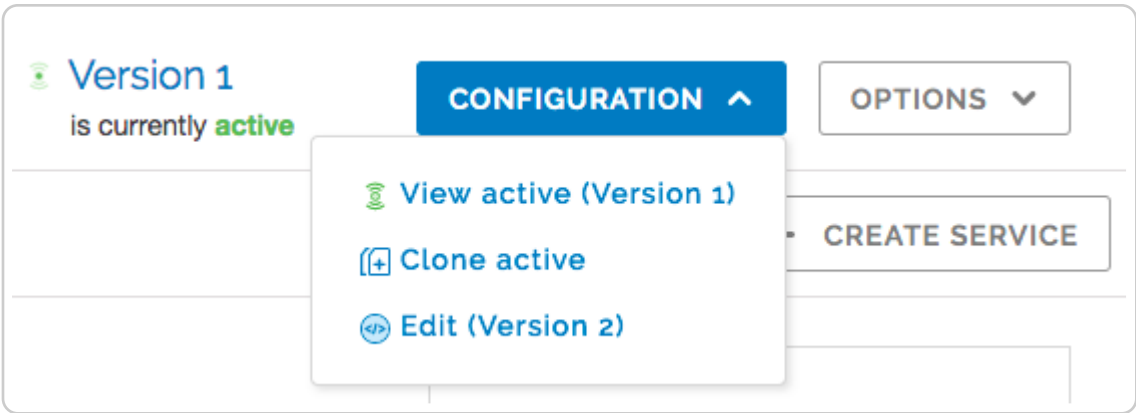 Version 1
is currently active
CONFIGURATION
OPTIONS
View active (Version 1)
CREATE SERVICE
Clone active
Edit (Version 2)